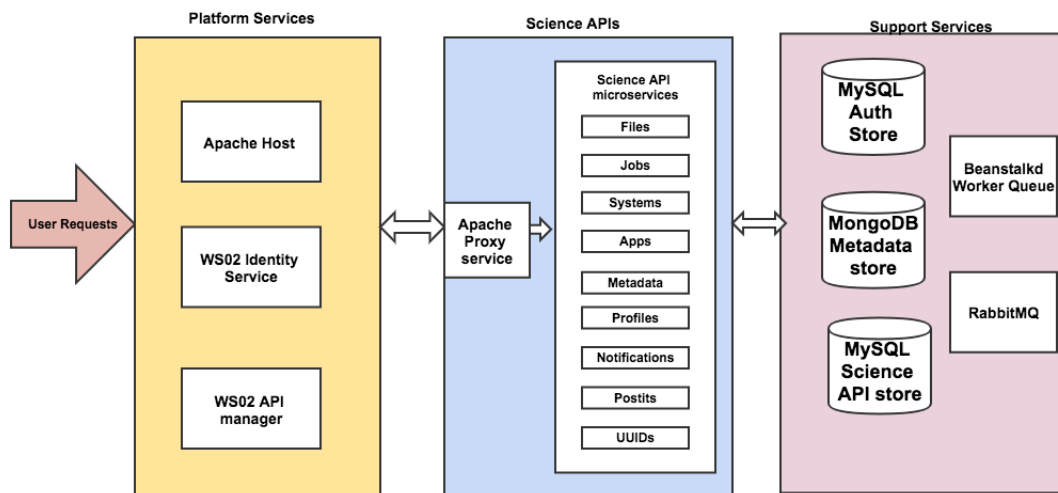 Platform Services
Science APIs
Support Services
User Requests
Apache Host
WS02 Identity
Service
WS02 API
manager
Apache
Proxy
service
Science API
microservices
Files
Jobs
Systems
Apps
Metadata
Profiles
Notifications
Postits
UUIDs
MySQL
Auth
Store
MongoDB
Metadata
store
MySQL
Science
API store
Beanstalkd
Worker Queue
RabbitMQ